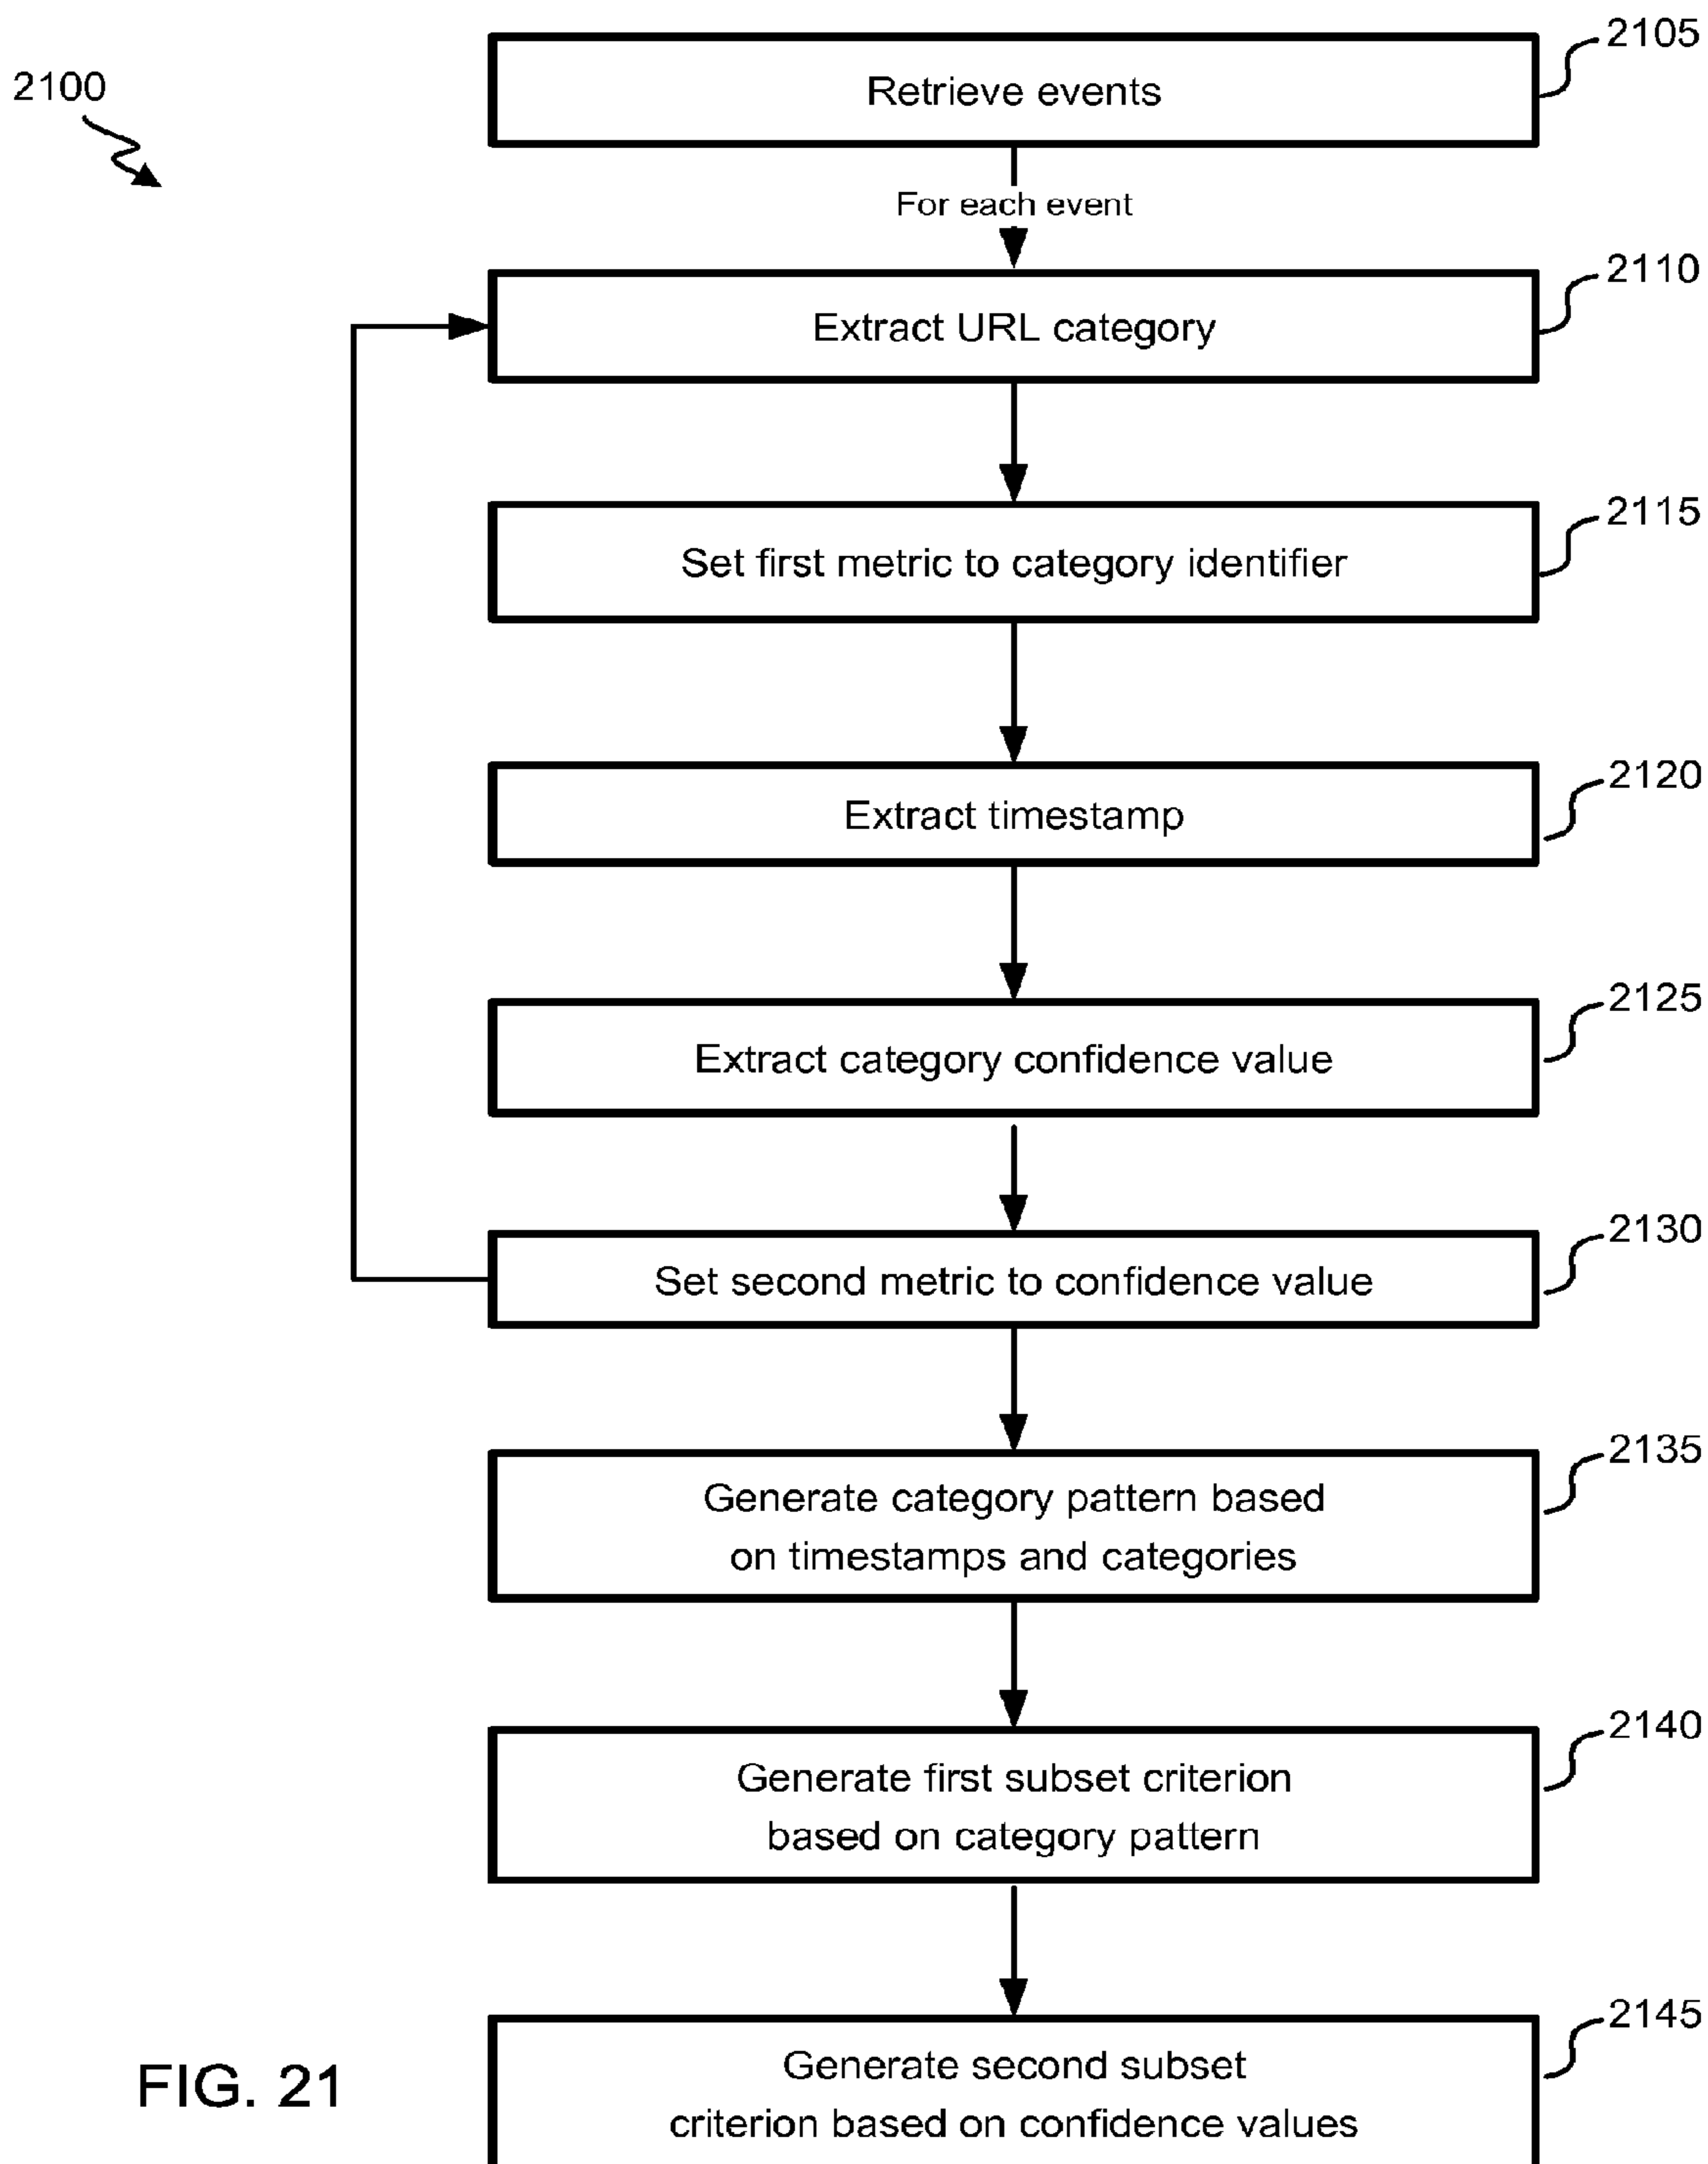 2100
2105
Retrieve events
For each event
2110
Extract URL category
2115
Set first metric to category identifier
2120
Extract timestamp
2125
Extract category confidence value
2130
Set second metric to confidence value
2135
Generate category pattern based
on timestamps and categories
2140
Generate first subset criterion
based on category pattern
2145
Generate second subset
criterion based on confidence values
FIG. 21